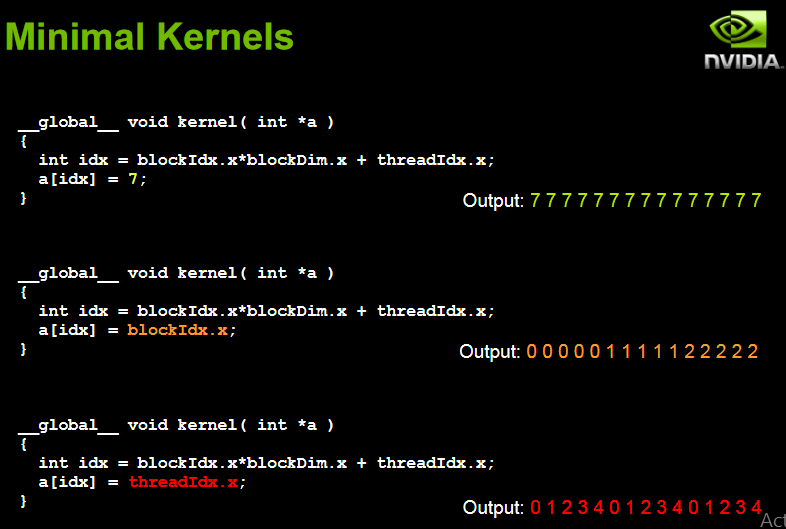 Minimal Kernels
NVIDIA.
__global__ void kernel( int *a )
{
int idx = blockIdx.x*blockDim.x + threadIdx.x;
a[idx] = 7;
}
Output: 7 7 7 7 7 7 7 7 7 7 7 7 7 7 7
__global__ void kernel( int *a )
{
int idx = blockIdx.x*blockDim.x + threadIdx.x;
a[idx] = blockIdx.x;
}
Output: 0 0 0 0 0 1 1 1 1 1 2 2 2 2 2
__global__ void kernel( int *a )
{
int idx = blockIdx.x*blockDim.x + threadIdx.x;
a[idx] = threadIdx.x;
}
Output: 0 1 2 3 4 0 1 2 3 4 0 1 2 3 4
Act